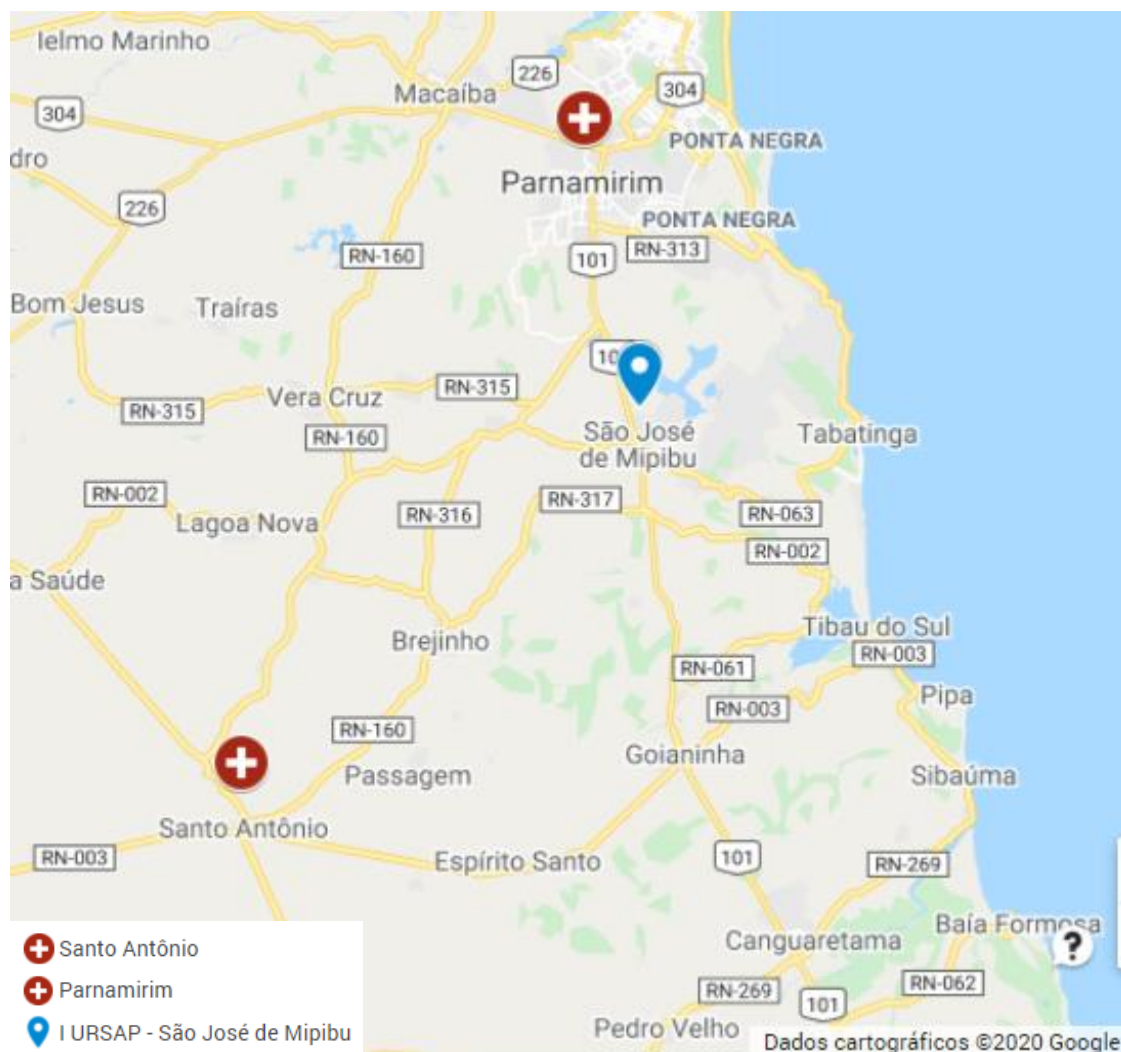 Ielmo Marinho
226
304
304
Macaíba
PONTA NEGRA
dro
Parnamirim
226
PONTA NEGRA
RN-313
RN-160
101
Bom Jesus
Traíras
10
RN-315
RN-315
Vera Cruz
RN-160
São José
de Mipibu
Tabatinga
RN-002
RN-317
RN-316
RN-063
Lagoa Nova
RN-002
a Saúde
Brejinho
Tibau do Sul
RN-003
RN-061
Pipa
RN-003
RN-160
Goianinha
Passagem
Sibaúma
Santo Antônio
RN-003
Espírito Santo
101
RN-269
Baía Formosa
?
Canguaretama
RN-062
RN-269
101
Pedro Velho
Santo Antônio
Parnamirim
I URSAP - São José de Mipibu
Dados cartográficos ©2020 Google